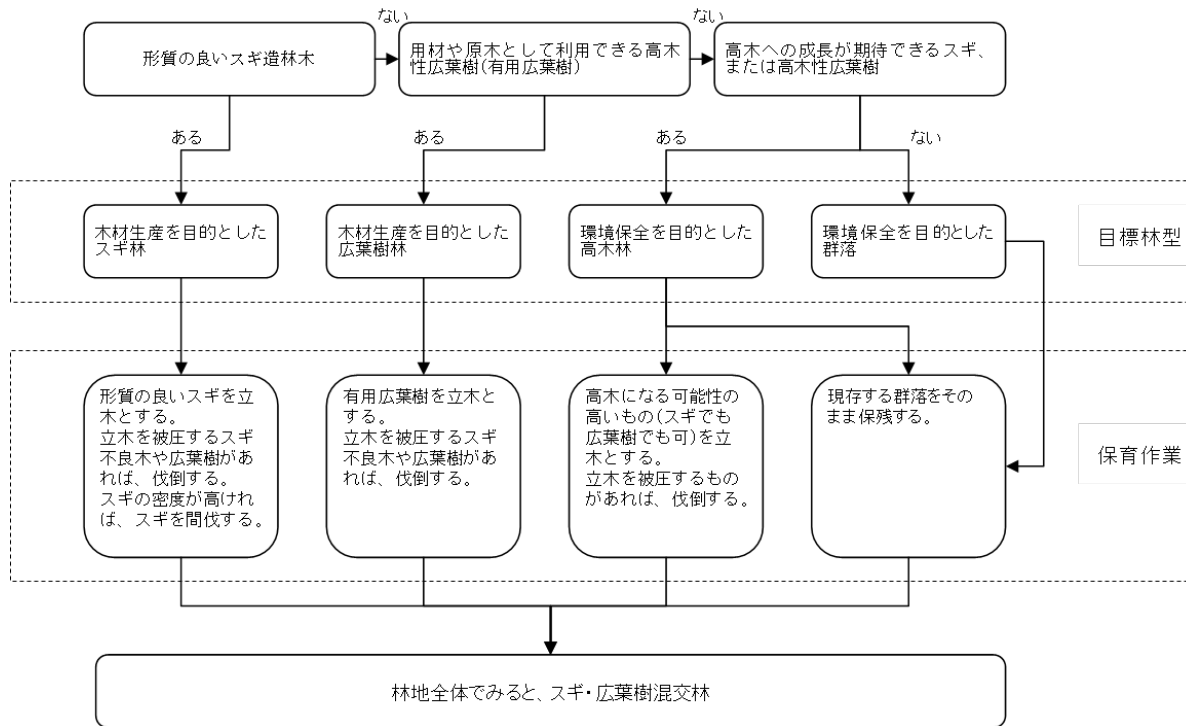 ない
ない
形質の良いスギ造林木
用材や原木として利用できる高木
性広葉樹(有用広葉樹)
高木への成長が期待できるスギ、
または高木性広葉樹
ある
ある
ある
ない
木材生産を目的とした
スギ林
木材生産を目的とした
広葉樹林
環境保全を目的とした
高木林
環境保全を目的とした
群落
目標林型
形質の良いスギを立
木とする。
立木を被圧するスギ
不良木や広葉樹があ
れば、伐倒する。
スギの密度が高けれ
ば、スギを間伐する。
有用広葉樹を立木と
する。
立木を被圧するスギ
不良木や広葉樹があ
れば、伐倒する。
高木になる可能性の
高いもの(スギでも
広葉樹でも可)を立
木とする。
立木を被圧するもの
があれば、伐倒する。
現存する群落をその
まま保残する。
保育作業
林地全体でみると、スギ・広葉樹混交林